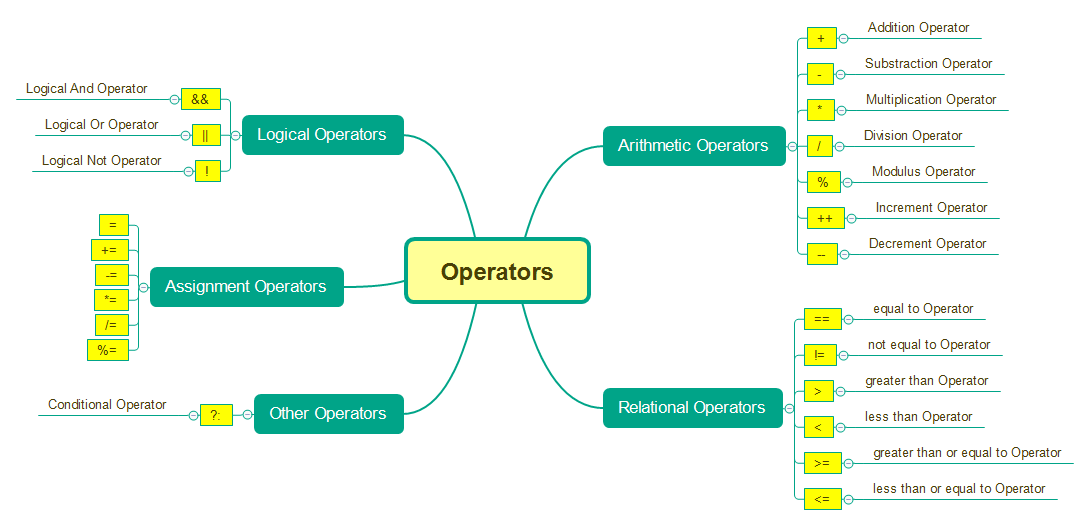 Operators
Logical Operators
&&
Logical And Operator
||
Logical Or Operator
!
Logical Not Operator
Assignment Operators
=
+=
-=
*=
/=
%=
Other Operators
?:
Conditional Operator
Arithmetic Operators
+
Addition Operator
-
Substraction Operator
*
Multiplication Operator
/
Division Operator
%
Modulus Operator
++
Increment Operator
--
Decrement Operator
Relational Operators
==
equal to Operator
!=
not equal to Operator
>
greater than Operator
<
less than Operator
>=
greater than or equal to Operator
<=
less than or equal to Operator